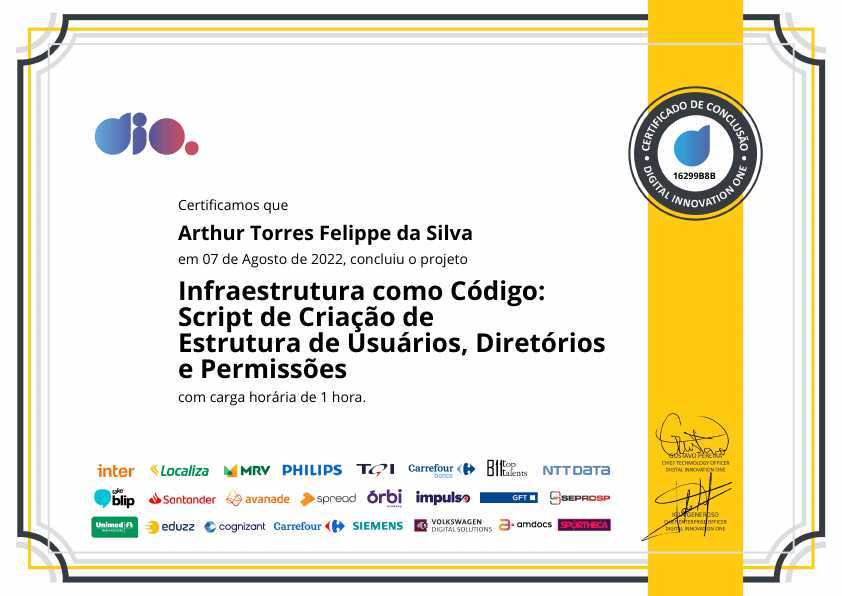 dio.
CERTIFICADO DE CONCLUSÃO
16299B8B
DIGITAL INNOVATION ONE
Certificamos que
Arthur Torres Felippe da Silva
em 07 de Agosto de 2022, concluiu o projeto
Infraestrutura como Código:
Script de Criação de
Estrutura de Usuários, Diretórios
e Permissões
com carga horária de 1 hora.
GUSTAVO PEREIRA
CHIEF TECHNOLOGY OFFICER
DIGITAL INNOVATION ONE
inter Localiza MRV PHILIPS TQI Carrefour banco top talents NTT DATA
take blip Santander avanade spread órbi impulso GFT SEPROSP
GENEROSO
CHIEF ENTERPRISE OFFICER
DIGITAL INNOVATION ONE
Unimed eduzz cognizant Carrefour SIEMENS VOLKSWAGEN DIGITAL SOLUTIONS amdocs SPORTHECA